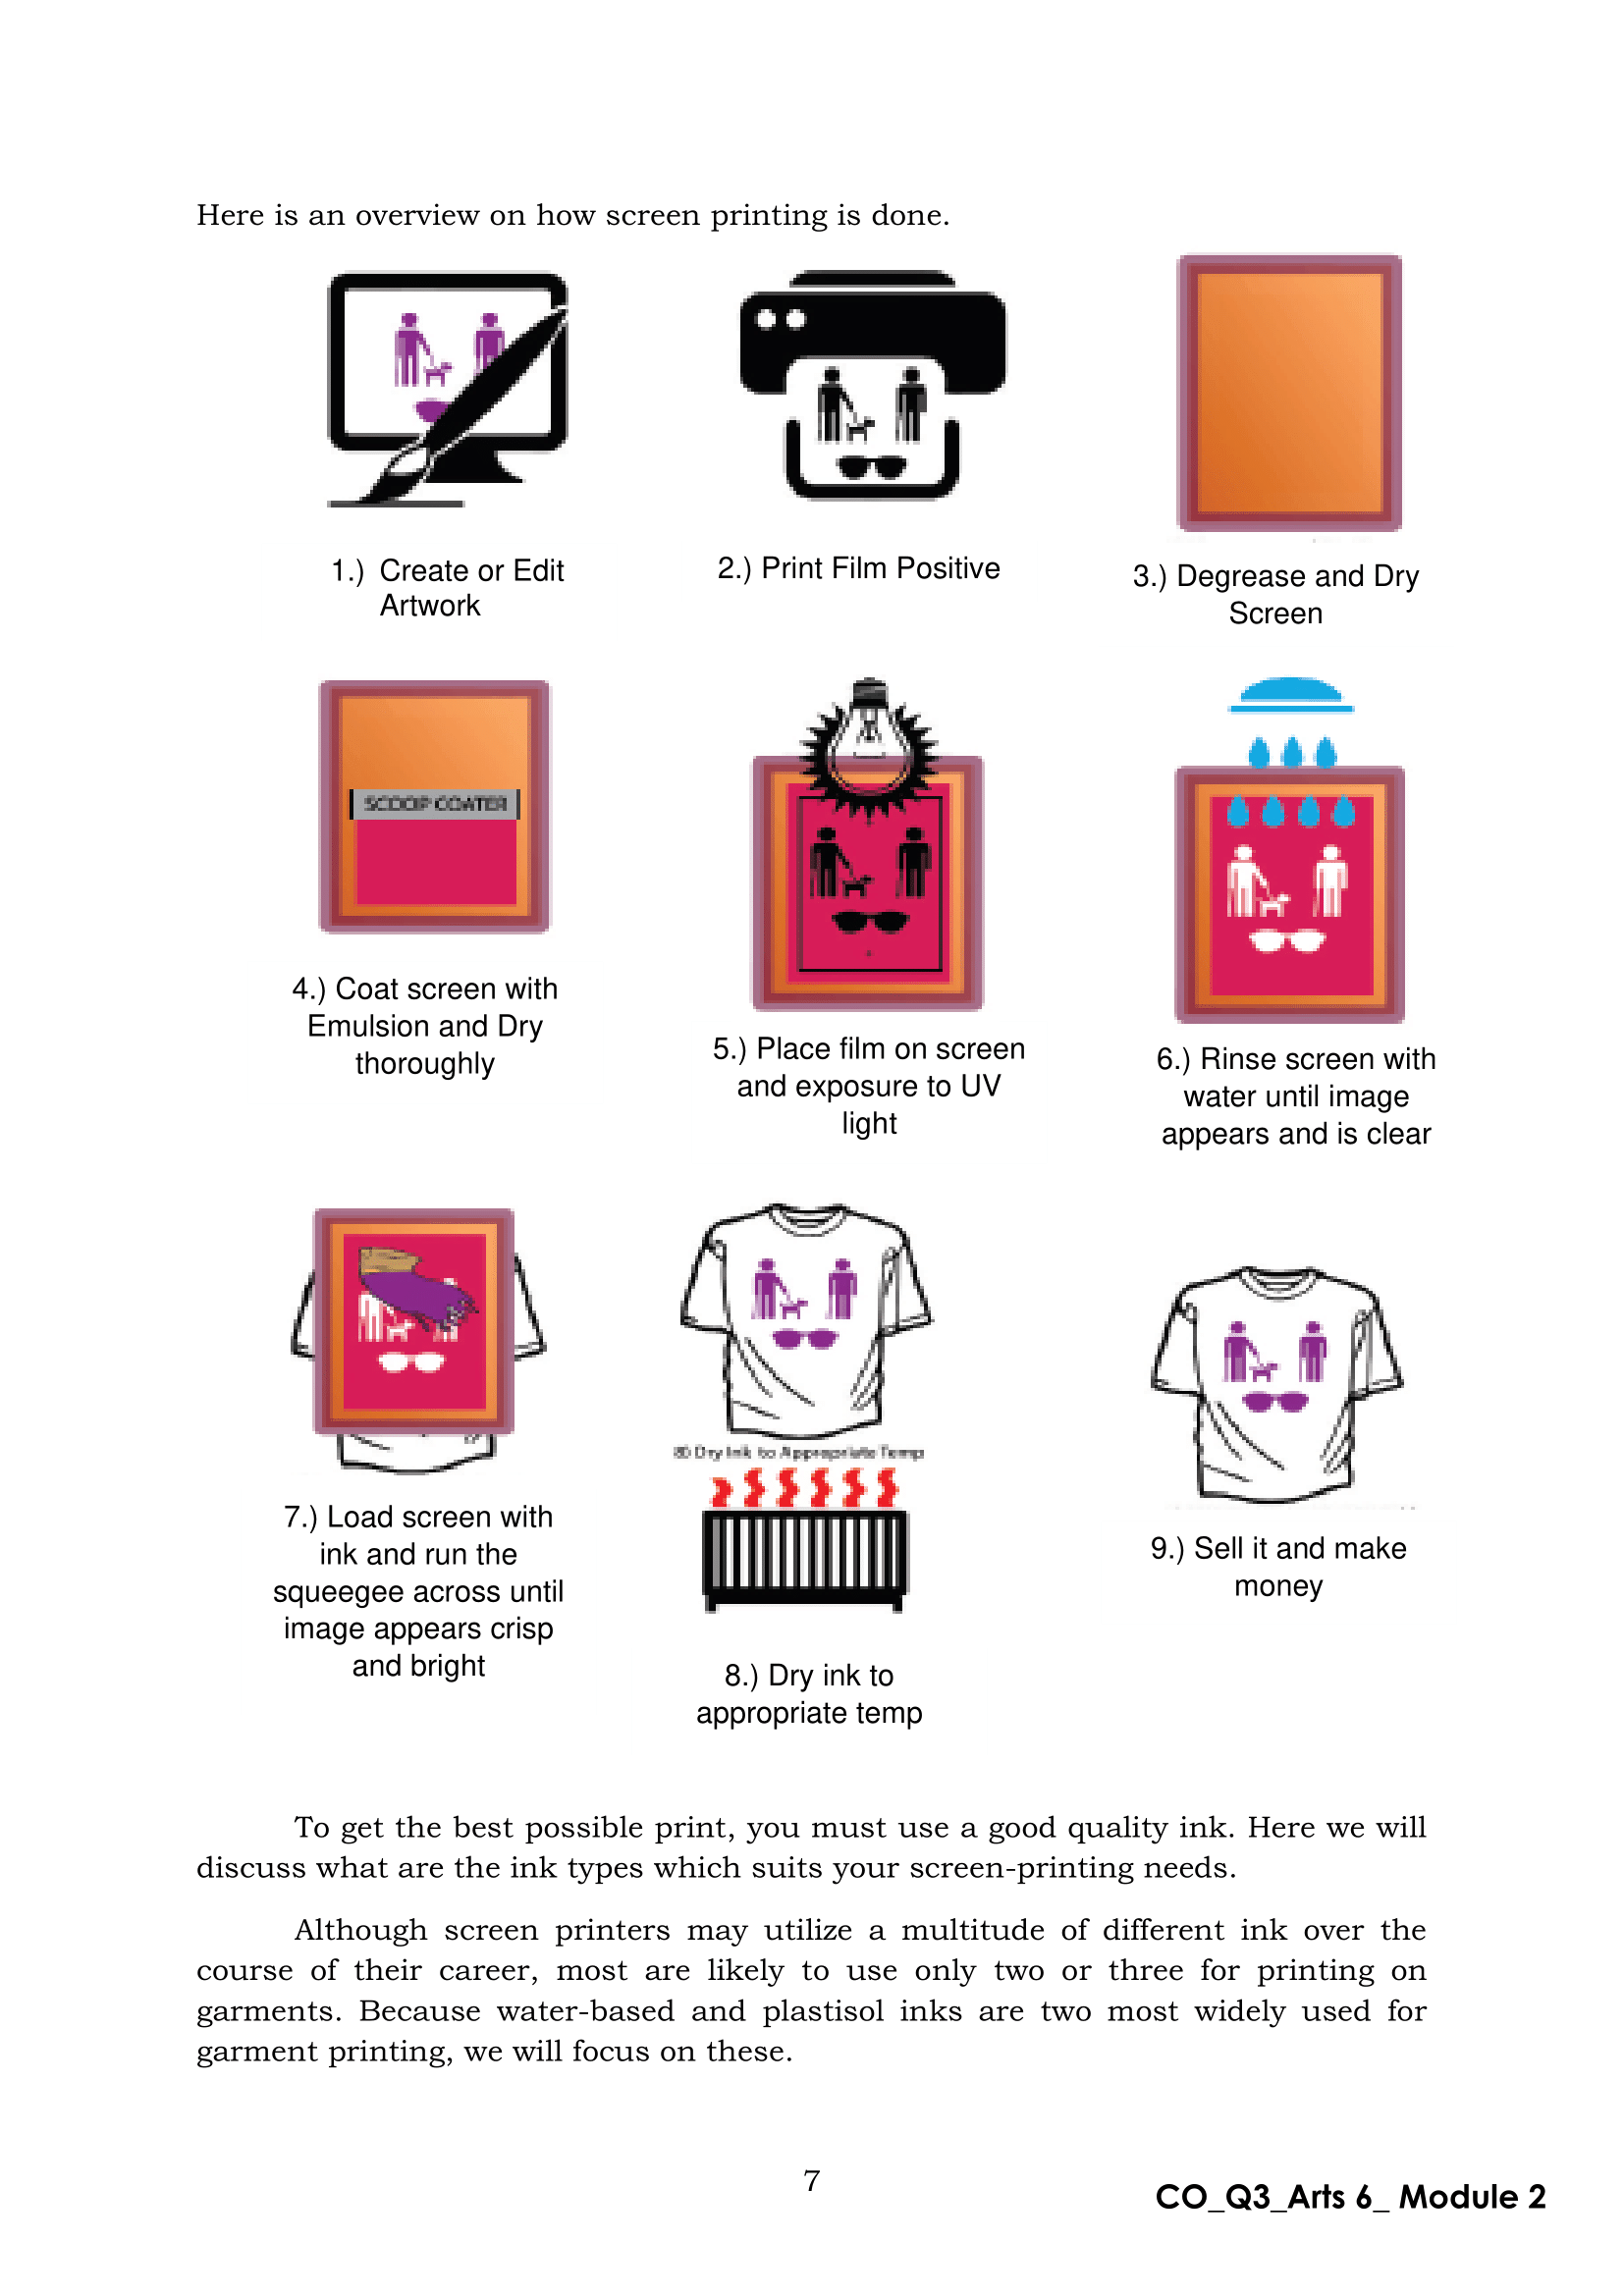 Here is an overview on how screen printing is done.
1.) Create or Edit
Artwork
2.) Print Film Positive
3.) Degrease and Dry
Screen
SCOOP COATER
4.) Coat screen with
Emulsion and Dry
thoroughly
5.) Place film on screen
and exposure to UV
light
6.) Rinse screen with
water until image
appears and is clear
7.) Load screen with
ink and run the
squeegee across until
image appears crisp
and bright
8) Dry Ink to Appropriate Temp
8.) Dry ink to
appropriate temp
9.) Sell it and make
money
To get the best possible print, you must use a good quality ink. Here we will
discuss what are the ink types which suits your screen-printing needs.
Although screen printers may utilize a multitude of different ink over the
course of their career, most are likely to use only two or three for printing on
garments. Because water-based and plastisol inks are two most widely used for
garment printing, we will focus on these.
7
CO_Q3_Arts 6_ Module 2